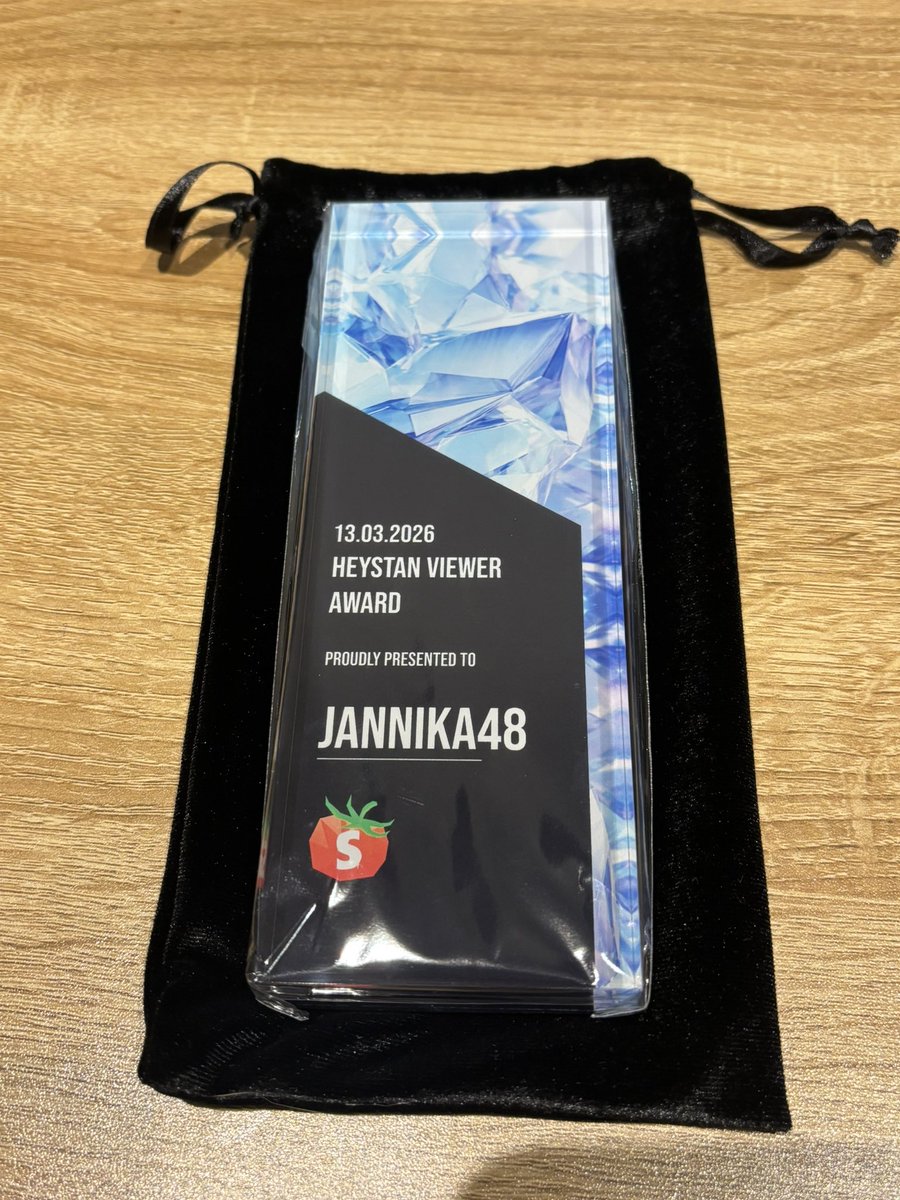 13.03.2026
HEYSTAN VIEWER
AWARD
PROUDLY PRESENTED TO
JANNIKA48
S